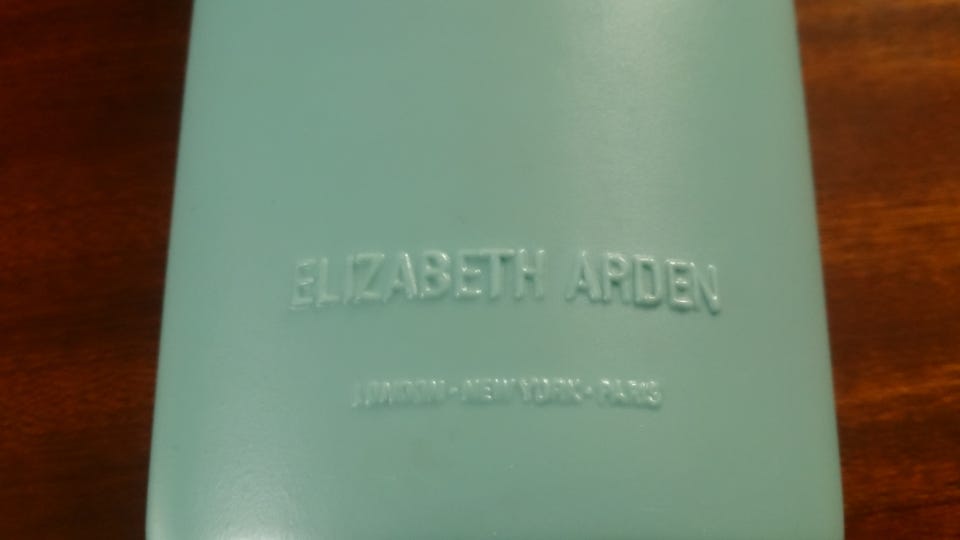 ELIZABETH ARDEN
LONDON - NEW YORK - PARIS